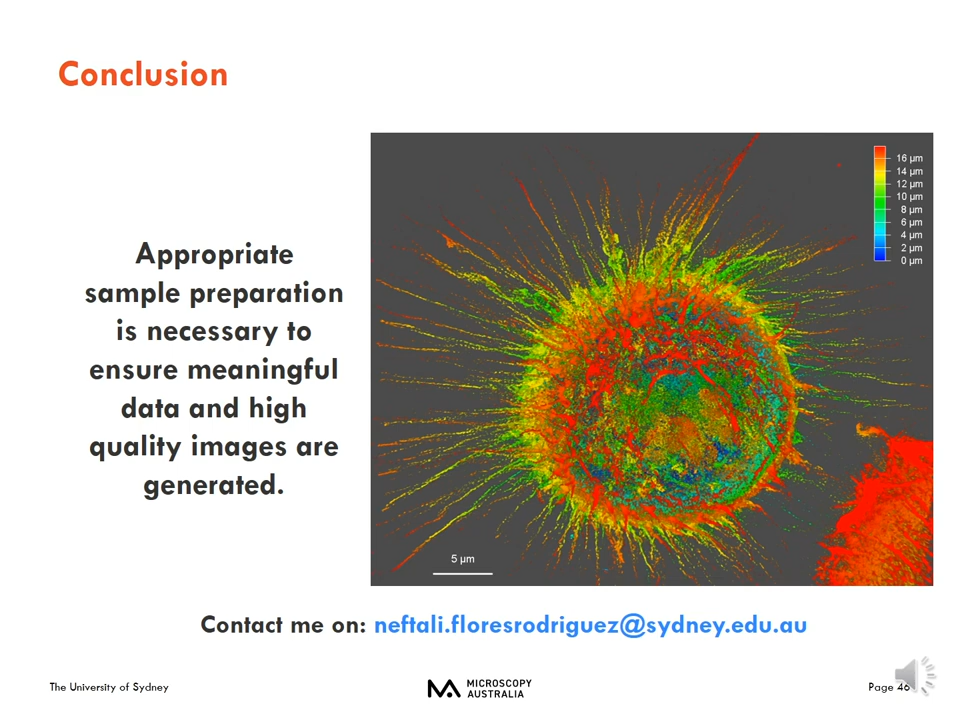 Conclusion
Appropriate
sample preparation
is necessary to
ensure meaningful
data and high
quality images are
generated.
16 µm
14 µm
12 µm
10 µm
8 µm
6 µm
4 µm
2 µm
0 µm
5 µm
Contact me on: neftali.floresrodriguez@sydney.edu.au
The University of Sydney
MICROSCOPY
AUSTRALIA
Page 46